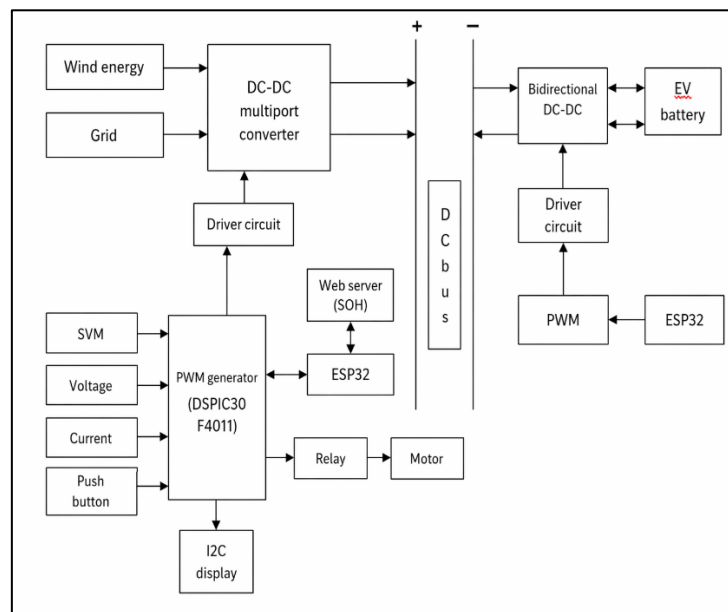 +
−
Wind energy
Grid
DC-DC
multiport
converter
Bidirectional
DC-DC
EV
battery
Driver circuit
Driver
circuit
D
C
b
u
s
Web server
(SOH)
SVM
Voltage
Current
Push
button
PWM generator
(DSPIC30
F4011)
ESP32
PWM
ESP32
Relay
Motor
I2C
display